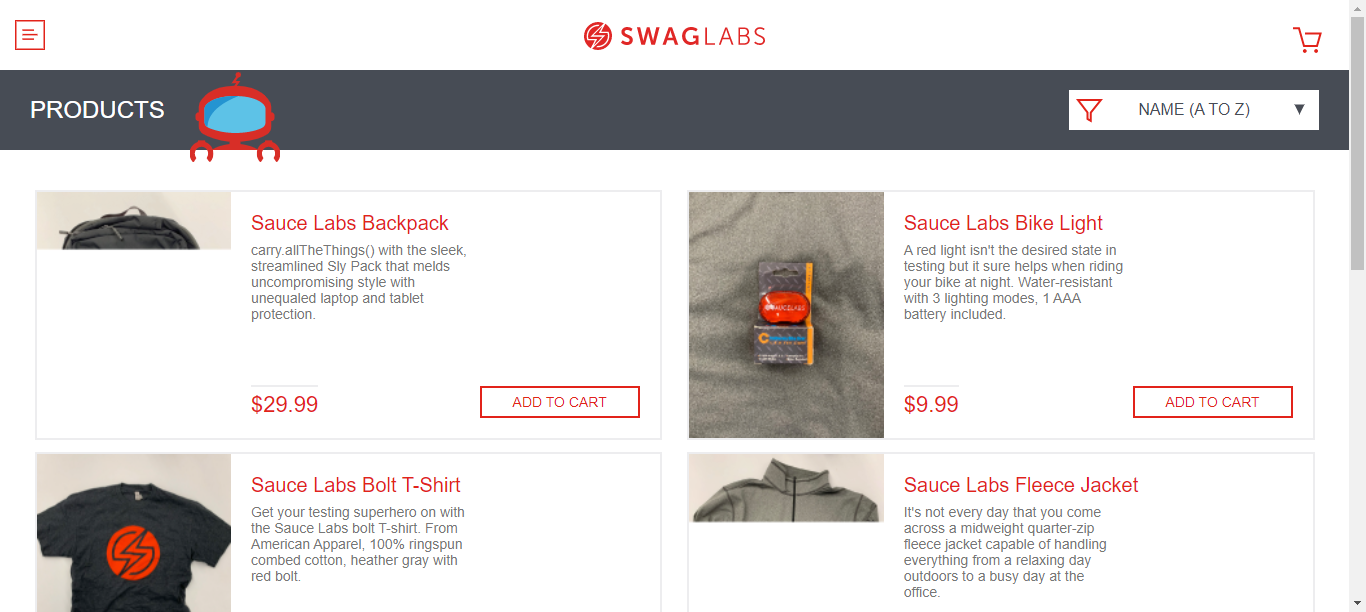 SWAGLABS
PRODUCTS
NAME (A TO Z)
Sauce Labs Backpack
carry.allTheThings() with the sleek,
streamlined Sly Pack that melds
uncompromising style with
unequaled laptop and tablet
protection.
$29.99
ADD TO CART
Sauce Labs Bike Light
A red light isn't the desired state in
testing but it sure helps when riding
your bike at night. Water-resistant
with 3 lighting modes, 1 AAA
battery included.
SAUCELABS
$9.99
ADD TO CART
Sauce Labs Bolt T-Shirt
Get your testing superhero on with
the Sauce Labs bolt T-shirt. From
American Apparel, 100% ringspun
combed cotton, heather gray with
red bolt.
Sauce Labs Fleece Jacket
It's not every day that you come
across a midweight quarter-zip
fleece jacket capable of handling
everything from a relaxing day
outdoors to a busy day at the
office.